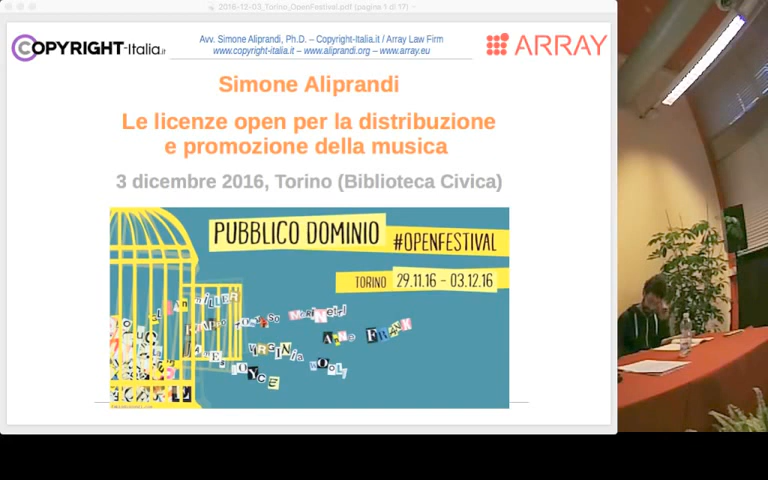 2016-12-03_Torino_OpenFestival.pdf (pagina 1 di 17)
COPYRIGHT-Italia.it
Avv. Simone Aliprandi, Ph.D. – Copyright-Italia.it / Array Law Firm
www.copyright-italia.it – www.aliprandi.org – www.array.eu
ARRAY
Simone Aliprandi
Le licenze open per la distribuzione
e promozione della musica
3 dicembre 2016, Torino (Biblioteca Civica)
PUBBLICO DOMINIO
#OPENFESTIVAL
TORINO 29.11.16 – 03.12.16
MILLER
MARINETTI
ANNE FRANK
VIRGINIA WOOLF
JOYCE